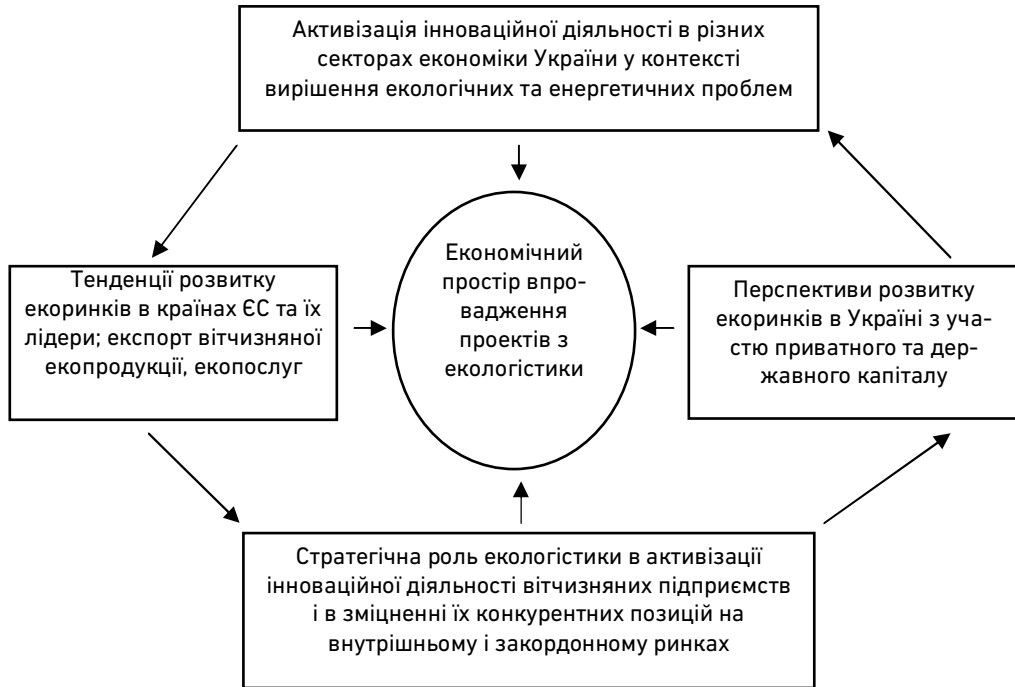 Активізація інноваційної діяльності в різних
секторах економіки України у контексті
вирішення екологічних та енергетичних проблем
Тенденції розвитку
екоринків в країнах ЄС та їх
лідери; експорт вітчизняної
екопродукції, екопослуг
Економічний
простір впро-
вадження
проектів з
екологістики
Перспективи розвитку
екоринків в Україні з уча-
стю приватного та дер-
жавного капіталу
Стратегічна роль екологістики в активізації
інноваційної діяльності вітчизняних підприємств
і в зміцненні їх конкурентних позицій на
внутрішньому і закордонному ринках